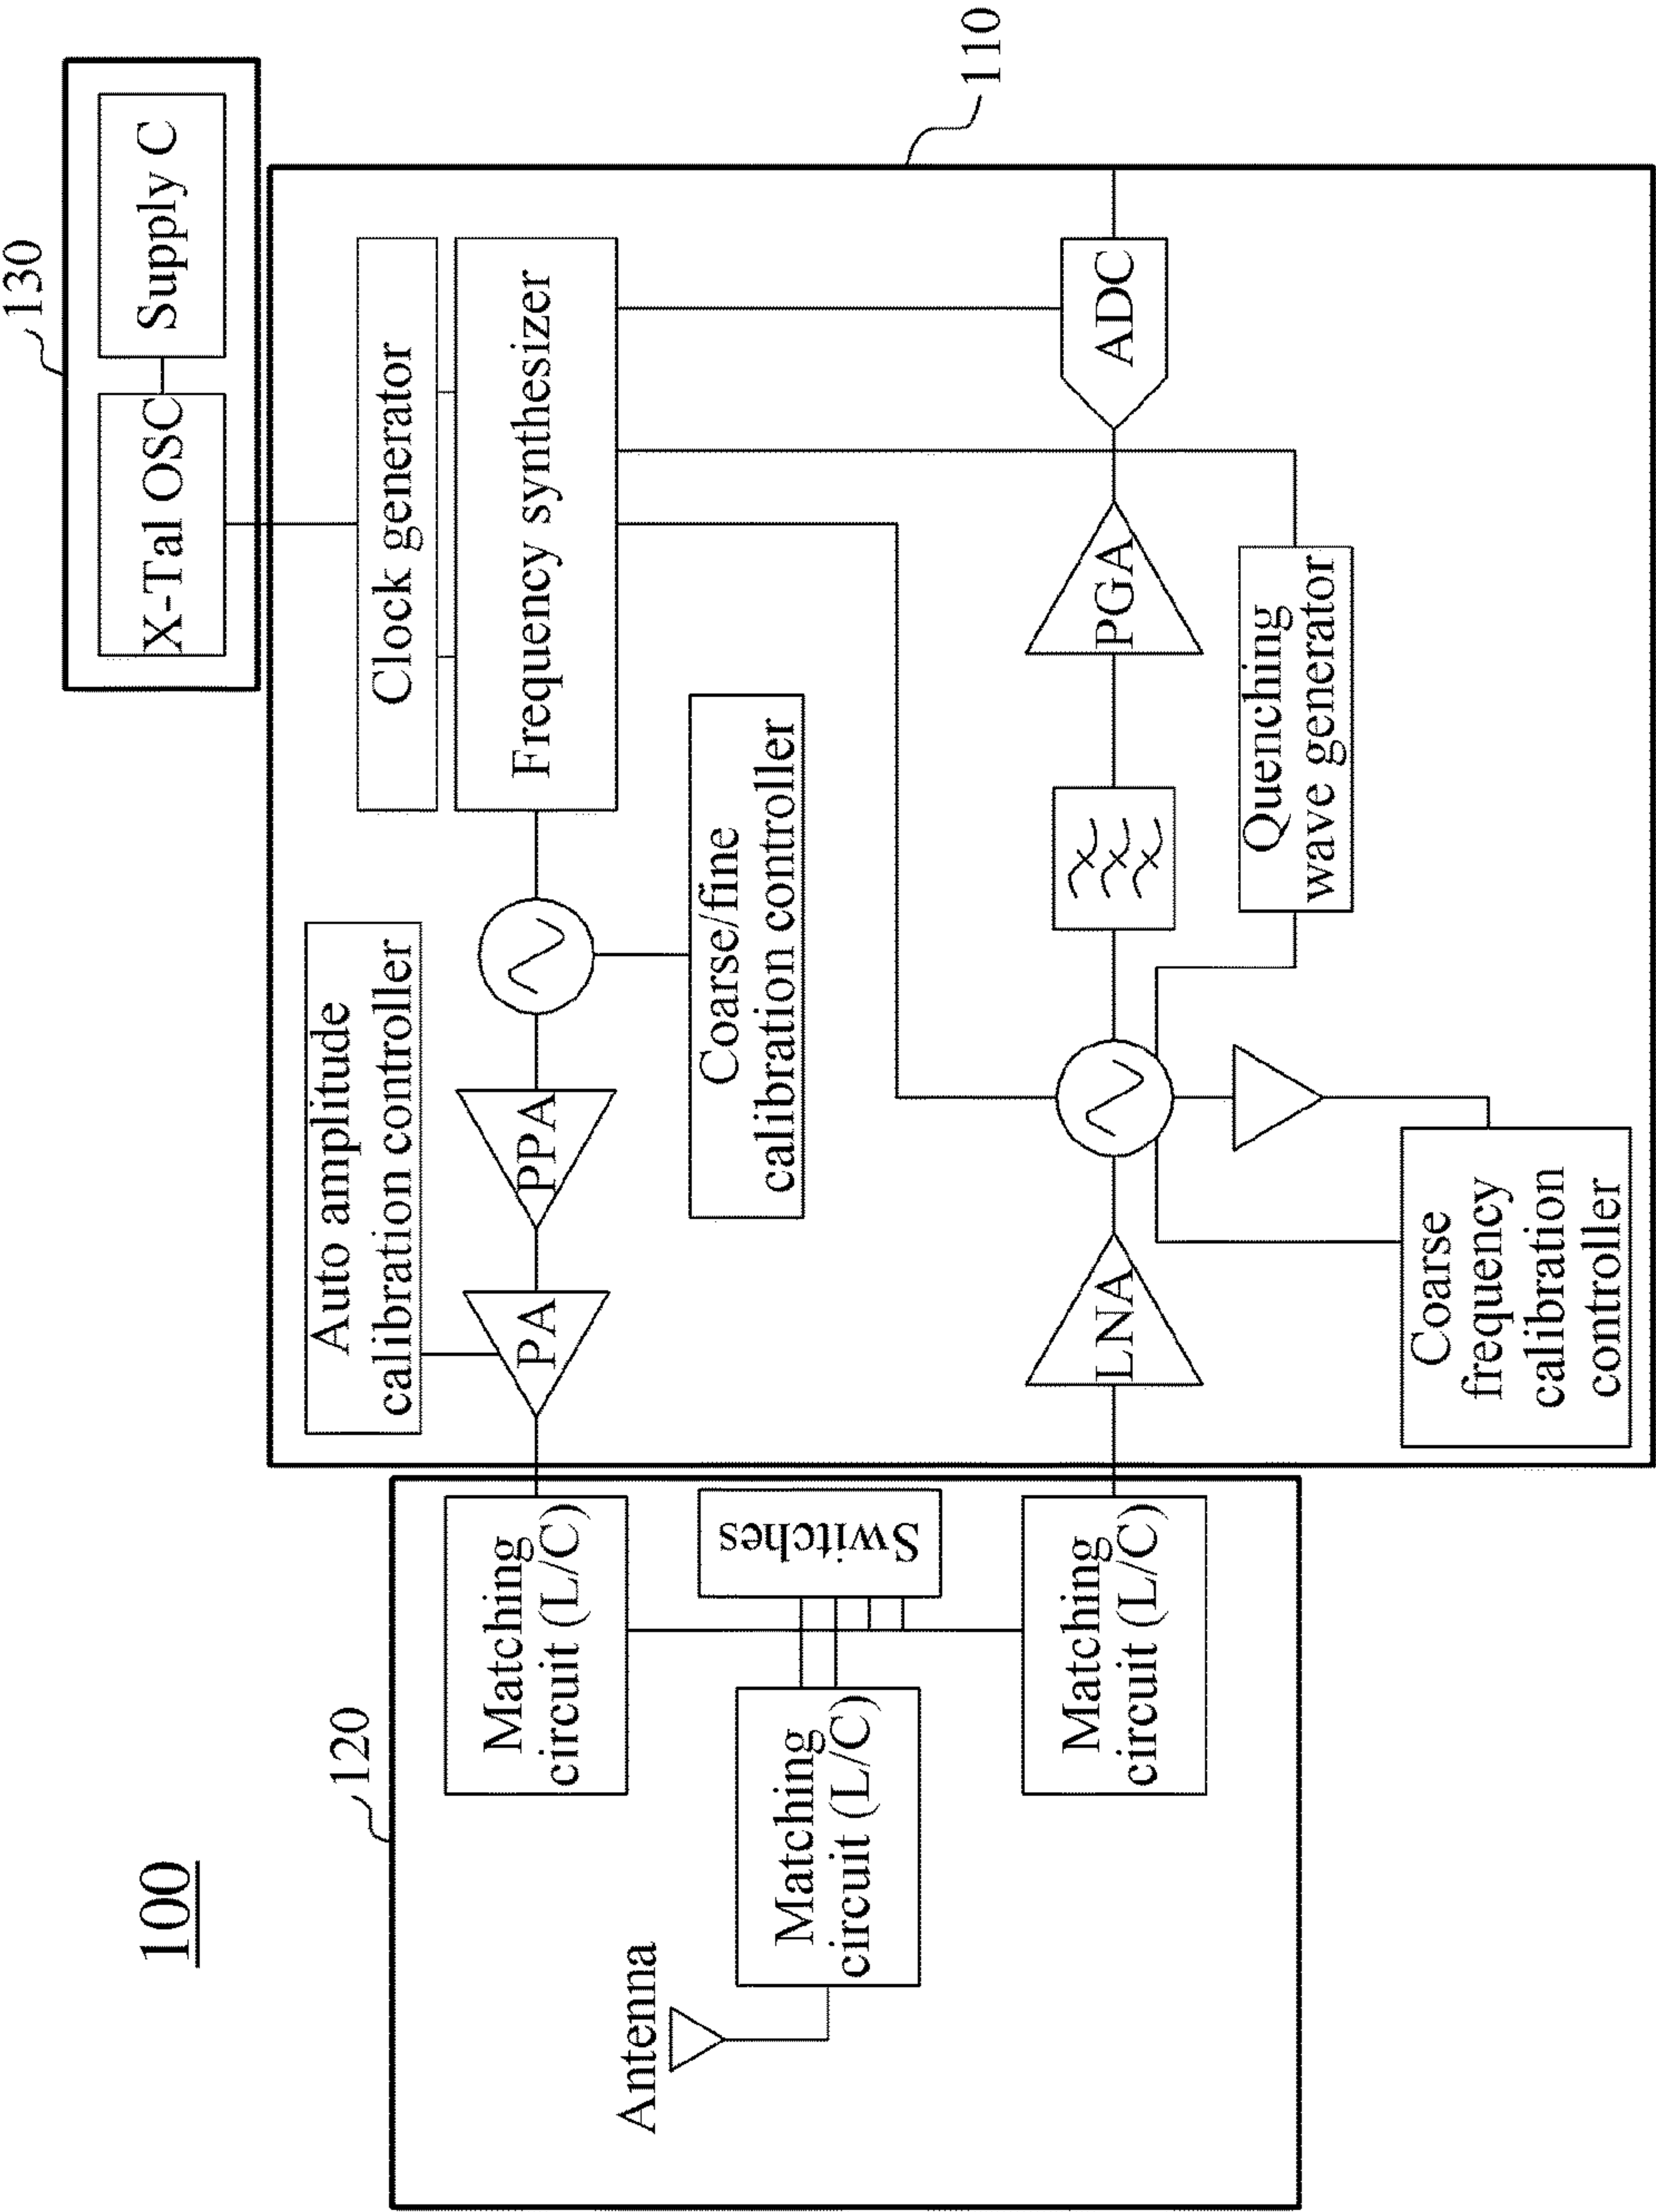 100
130
X-Tal OSC
Supply C
120
110
Antenna
Matching
circuit (L/C)
Matching
circuit (L/C)
Switches
Matching
circuit (L/C)
Auto amplitude
calibration controller
PA
PPA
Clock generator
Frequency synthesizer
Coarse/fine
calibration controller
LNA
PGA
ADC
Quenching
wave generator
Coarse
frequency
calibration
controller